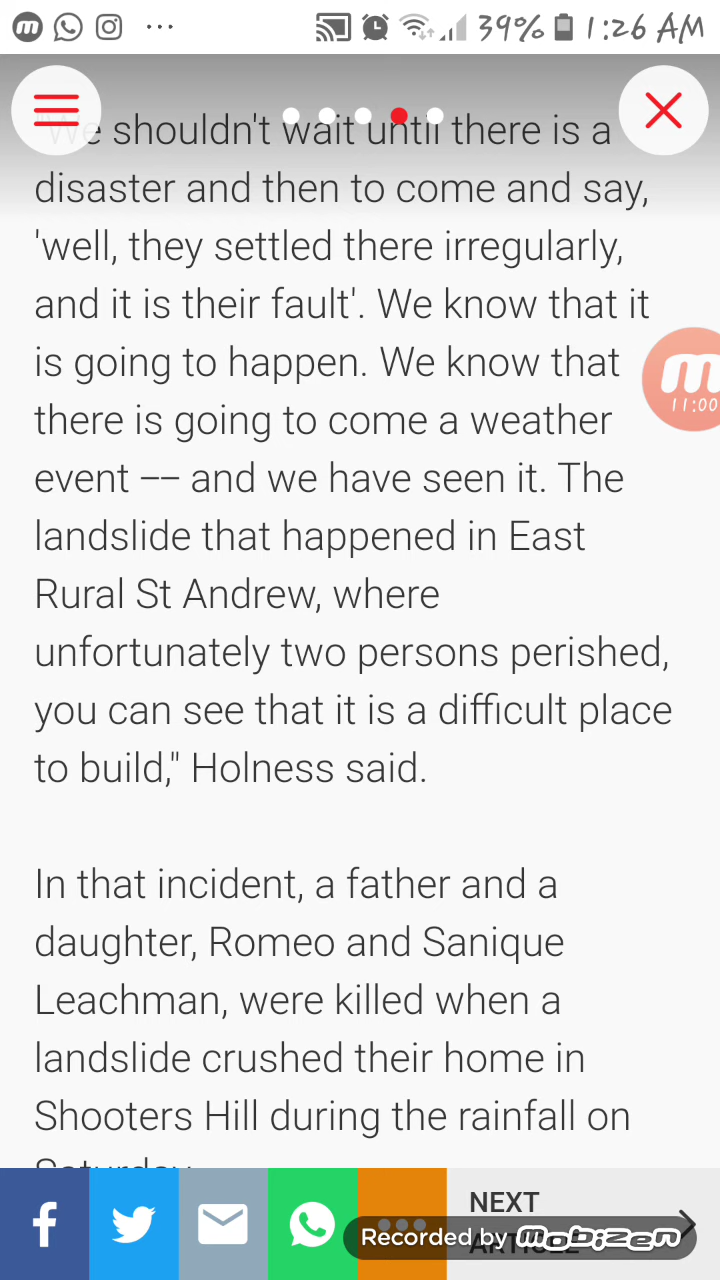 39% 1:26 AM
"We shouldn't wait until there is a
disaster and then to come and say,
'well, they settled there irregularly,
and it is their fault'. We know that it
is going to happen. We know that
there is going to come a weather
event –– and we have seen it. The
landslide that happened in East
Rural St Andrew, where
unfortunately two persons perished,
you can see that it is a difficult place
to build," Holness said.
11:00
In that incident, a father and a
daughter, Romeo and Sanique
Leachman, were killed when a
landslide crushed their home in
Shooters Hill during the rainfall on
Saturday.
NEXT
ARTICLE
Recorded by mobizen